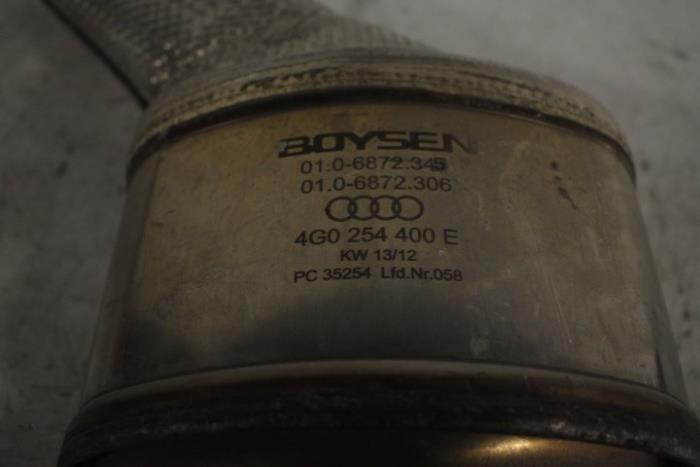 BOYSEN
01.0-6872.345
01.0-6872.306
4G0 254 400 E
KW 13/12
PC 35254 Lfd.Nr.058